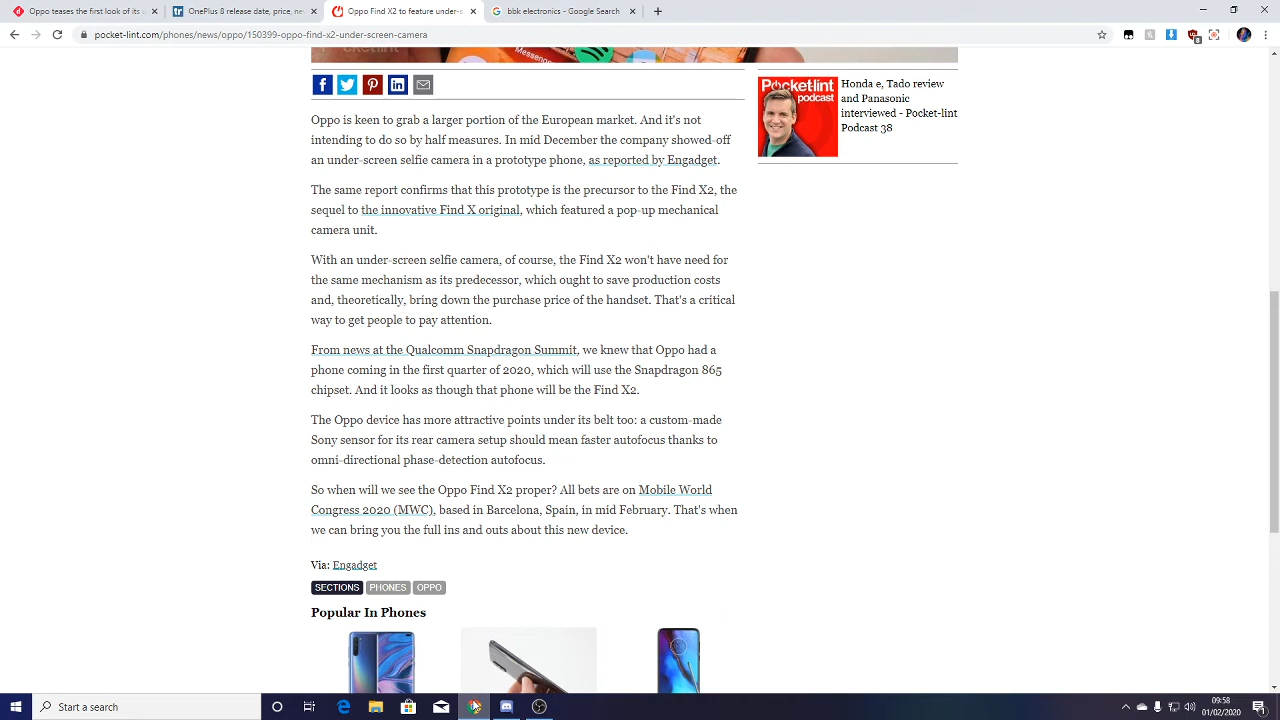 Oppo teases the first look of its u
OnePlus 8 release date, price, ne
Oppo Find X2 to feature under-s
bbk electronics - Google Search
pocket-lint.com/phones/news/oppo/150399-oppo-find-x2-under-screen-camera
Messenger
Oppo is keen to grab a larger portion of the European market. And it's not
intending to do so by half measures. In mid December the company showed-off
an under-screen selfie camera in a prototype phone, as reported by Engadget.
The same report confirms that this prototype is the precursor to the Find X2, the
sequel to the innovative Find X original, which featured a pop-up mechanical
camera unit.
With an under-screen selfie camera, of course, the Find X2 won't have need for
the same mechanism as its predecessor, which ought to save production costs
and, theoretically, bring down the purchase price of the handset. That's a critical
way to get people to pay attention.
From news at the Qualcomm Snapdragon Summit, we knew that Oppo had a
phone coming in the first quarter of 2020, which will use the Snapdragon 865
chipset. And it looks as though that phone will be the Find X2.
The Oppo device has more attractive points under its belt too: a custom-made
Sony sensor for its rear camera setup should mean faster autofocus thanks to
omni-directional phase-detection autofocus.
So when will we see the Oppo Find X2 proper? All bets are on Mobile World
Congress 2020 (MWC), based in Barcelona, Spain, in mid February. That's when
we can bring you the full ins and outs about this new device.
Via: Engadget
SECTIONS PHONES OPPO
Popular In Phones
Pocketlint
podcast
Honda e, Tado review
and Panasonic
interviewed - Pocket-lint
Podcast 38
Start a search
09:58
01/02/2020